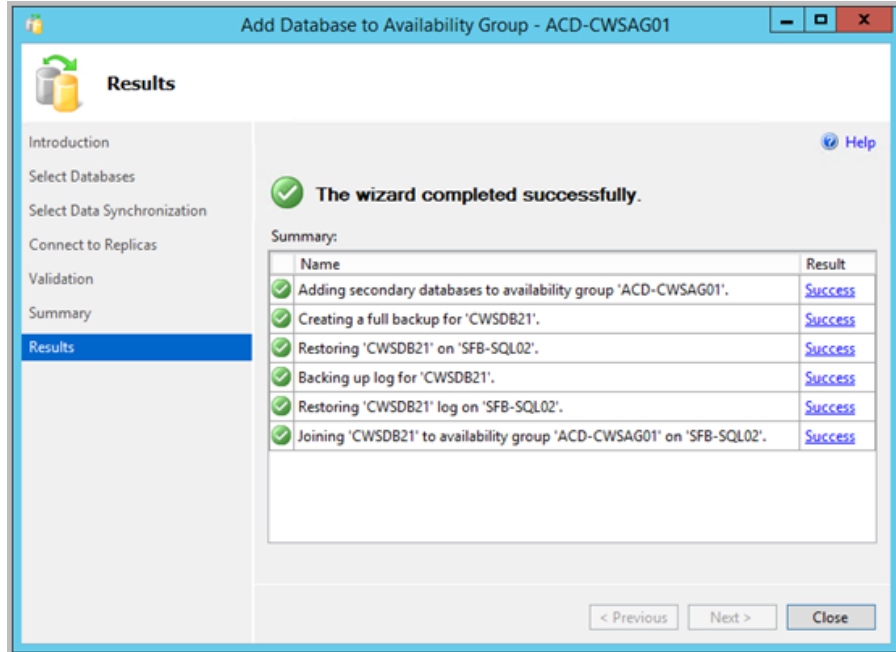 Add Database to Availability Group - ACD-CWSAG01
Results
Introduction
Select Databases
Select Data Synchronization
Connect to Replicas
Validation
Summary
Results
Help
The wizard completed successfully.
Summary:
Name Result
Adding secondary databases to availability group 'ACD-CWSAG01'. Success
Creating a full backup for 'CWSDB21'. Success
Restoring 'CWSDB21' on 'SFB-SQL02'. Success
Backing up log for 'CWSDB21'. Success
Restoring 'CWSDB21' log on 'SFB-SQL02'. Success
Joining 'CWSDB21' to availability group 'ACD-CWSAG01' on 'SFB-SQL02'. Success
< Previous Next > Close